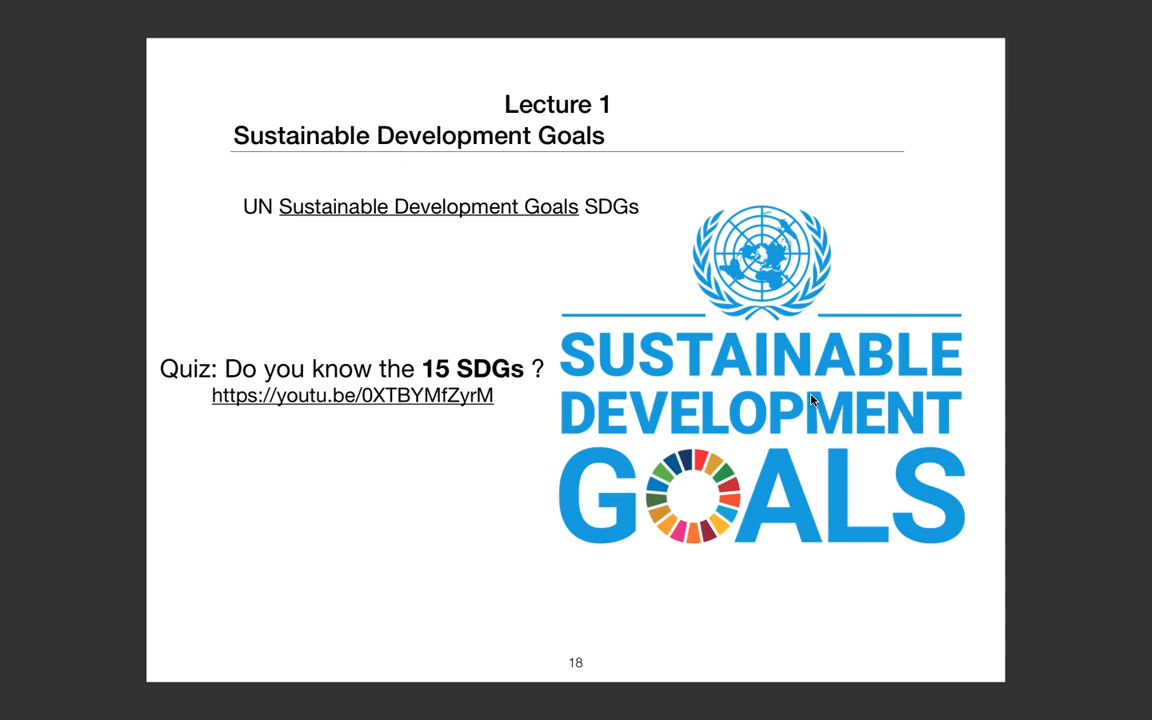 Lecture 1
Sustainable Development Goals
UN Sustainable Development Goals SDGs
Quiz: Do you know the 15 SDGs ?
https://youtu.be/0XTBYMfZyrM
SUSTAINABLE
DEVELOPMENT
GOALS
18